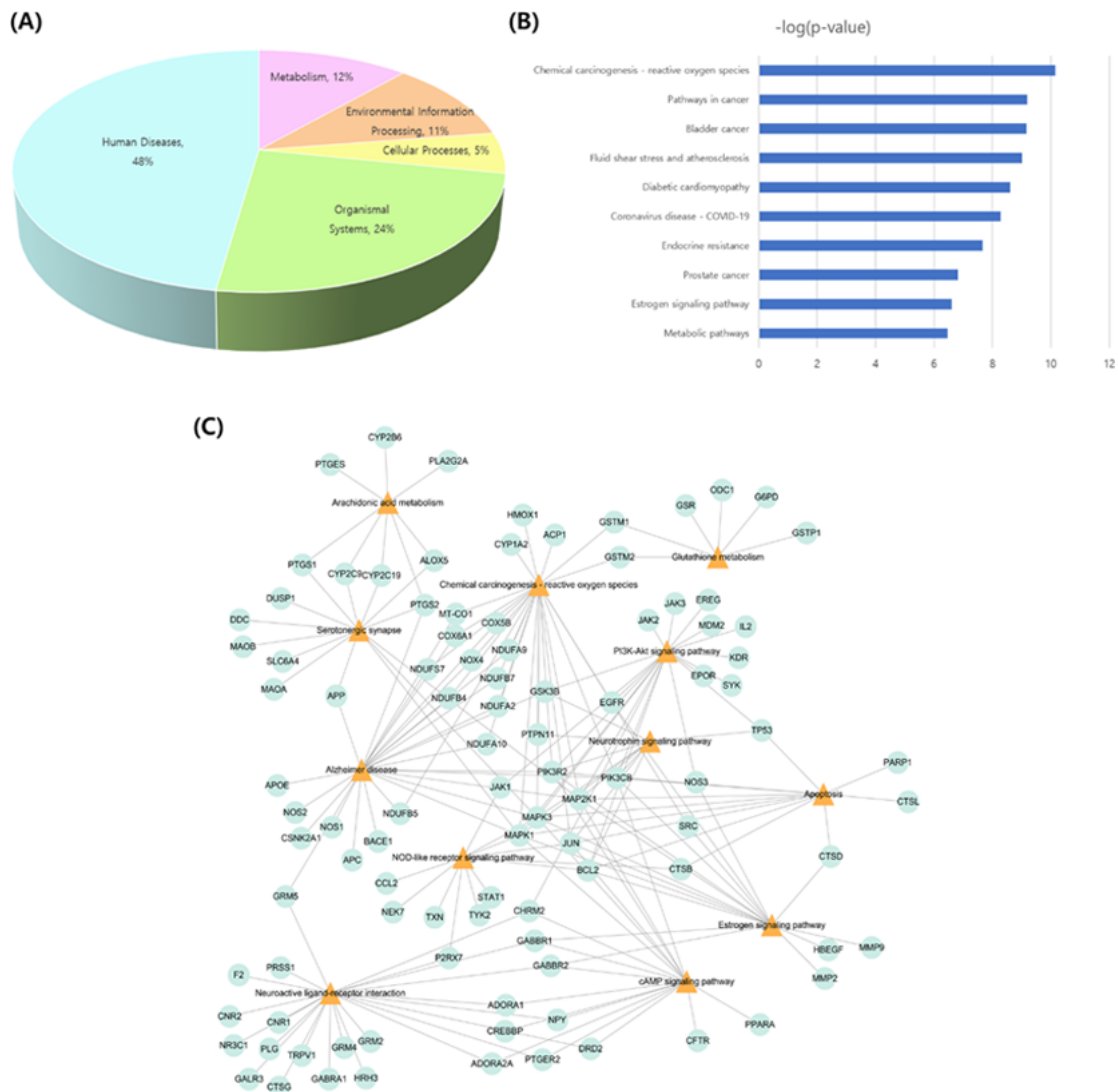 (A)
Metabolism, 12%
Environmental Information
Processing, 11%
Cellular Processes, 5%
Human Diseases,
48%
Organismal
Systems, 24%
(B)
-log(p-value)
Chemical carcinogenesis - reactive oxygen species
Pathways in cancer
Bladder cancer
Fluid shear stress and atherosclerosis
Diabetic cardiomyopathy
Coronavirus disease - COVID-19
Endocrine resistance
Prostate cancer
Estrogen signaling pathway
Metabolic pathways
0 2 4 6 8 10 12
(C)
CYP2B6
PTGES
PLA2G2A
Arachidonic acid metabolism
HMOX1
CYP1A2
ACP1
GSTM1
GSTM2
GSR
ODC1
G6PD
GSTP1
Glutathione metabolism
PTGS1
CYP2C9
CYP2C19
ALOX5
PTGS2
Chemical carcinogenesis - reactive oxygen species
DUSP1
DDC
MAOB
SLC6A4
MAOA
Serotonergic synapse
APP
MT-CO1
COX6A1
COX5B
NDUFS7
NOX4
NDUFA9
NDUFB7
NDUFB4
NDUFA2
NDUFA10
JAK2
JAK3
EREG
MDM2
IL2
KDR
EPOR
SYK
PI3K-Akt signaling pathway
GSK3B
EGFR
PTPN11
Neurotrophin signaling pathway
TP53
PIK3R2
PIK3CB
NOS3
PARP1
Apoptosis
CTSL
Alzheimer disease
APOE
NOS2
CSNK2A1
NOS1
APC
BACE1
NDUFB5
JAK1
MAP2K1
MAPK3
MAPK1
JUN
SRC
BCL2
CTSB
CTSD
NOD-like receptor signaling pathway
CCL2
NEK7
TXN
TYK2
STAT1
CHRM2
GRM5
GABBR1
GABBR2
P2RX7
Estrogen signaling pathway
HBEGF
MMP9
MMP2
PRSS1
F2
Neuroactive ligand-receptor interaction
cAMP signaling pathway
CNR2
CNR1
NR3C1
PLG
GALR3
CTSG
TRPV1
GABRA1
GRM4
GRM2
HRH3
ADORA1
NPY
CREBBP
ADORA2A
PTGER2
DRD2
CFTR
PPARA